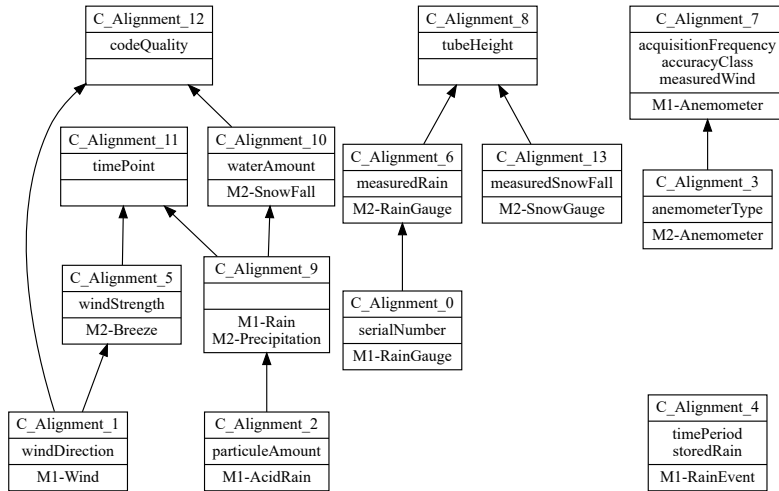 C_Alignment_12
codeQuality
C_Alignment_8
tubeHeight
C_Alignment_7
acquisitionFrequency
accuracyClass
measuredWind
M1-Anemometer
C_Alignment_11
timePoint
C_Alignment_10
waterAmount
M2-SnowFall
C_Alignment_6
measuredRain
M2-RainGauge
C_Alignment_13
measuredSnowFall
M2-SnowGauge
C_Alignment_3
anemometerType
M2-Anemometer
C_Alignment_5
windStrength
M2-Breeze
C_Alignment_9
M1-Rain
M2-Precipitation
C_Alignment_0
serialNumber
M1-RainGauge
C_Alignment_1
windDirection
M1-Wind
C_Alignment_2
particuleAmount
M1-AcidRain
C_Alignment_4
timePeriod
storedRain
M1-RainEvent